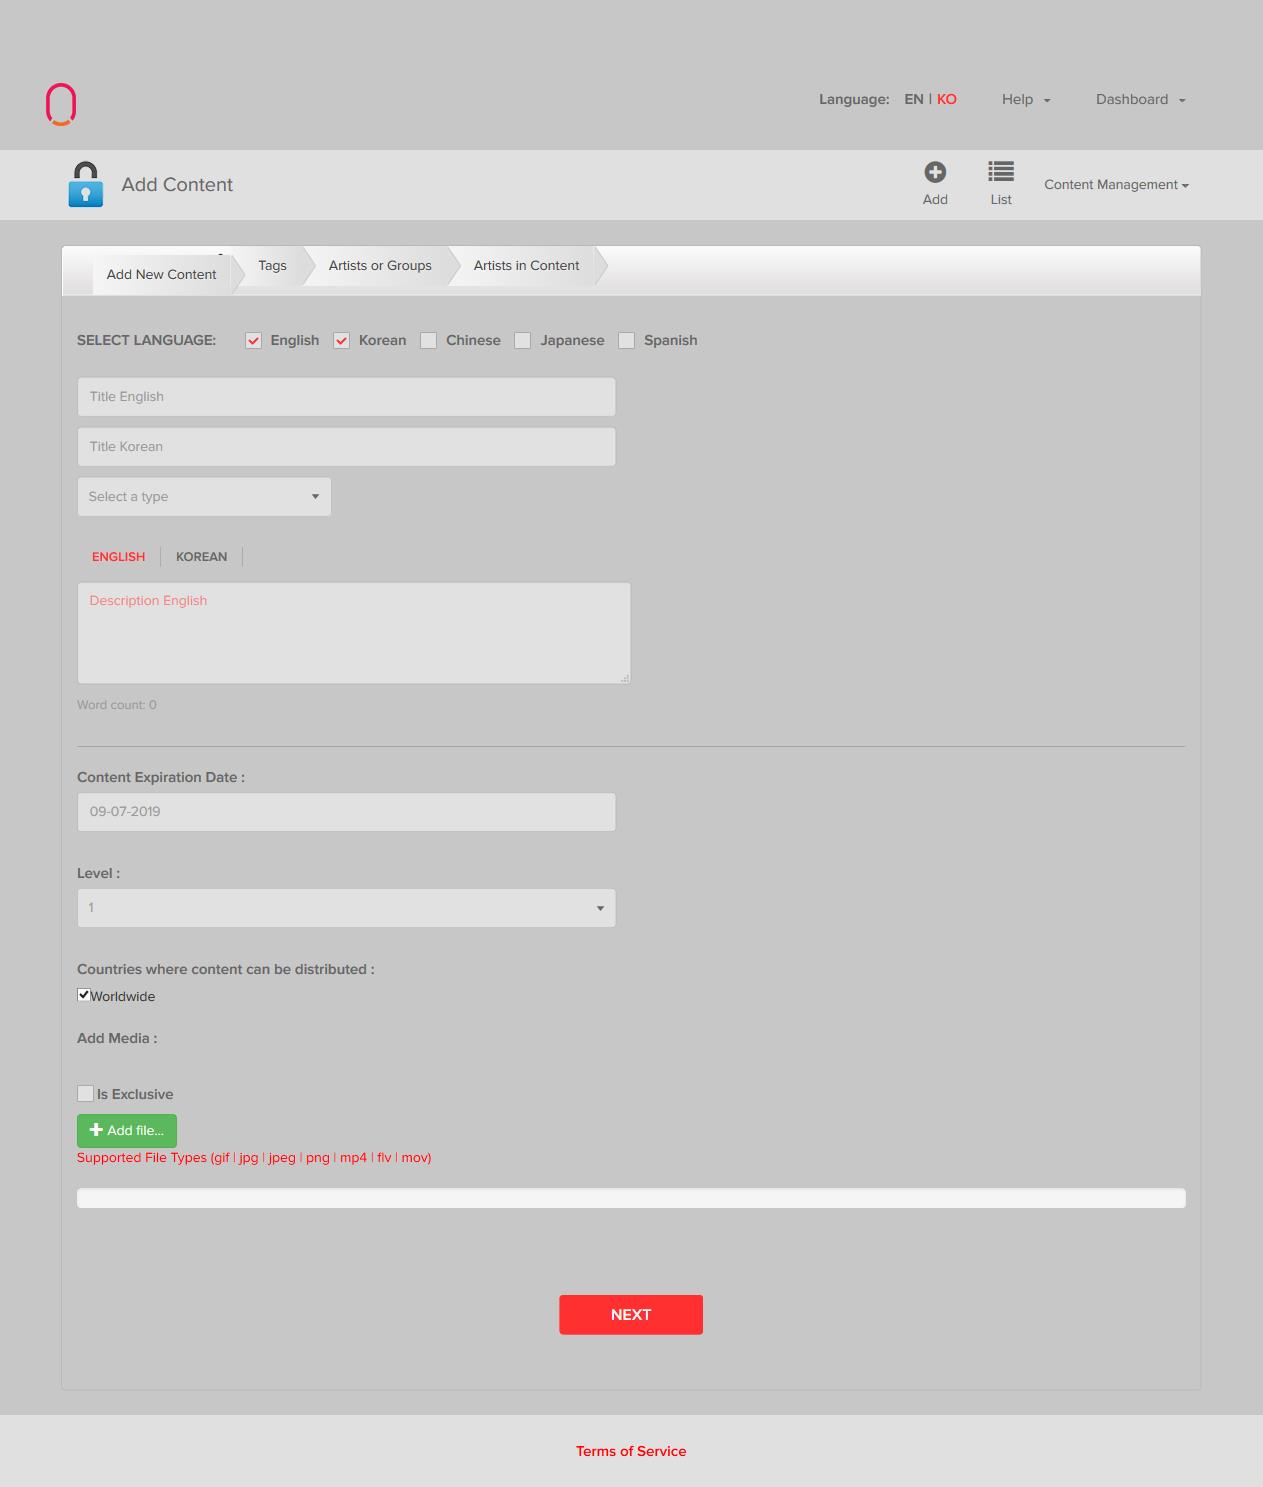 Language: EN | KO Help Dashboard
Add Content
Add List Content Management
Add New Content Tags Artists or Groups Artists in Content
SELECT LANGUAGE: English Korean Chinese Japanese Spanish
Title English
Title Korean
Select a type
ENGLISH KOREAN
Description English
Word count: 0
Content Expiration Date :
09-07-2019
Level :
1
Countries where content can be distributed :
Worldwide
Add Media :
Is Exclusive
Add file...
Supported File Types (gif | jpg | jpeg | png | mp4 | flv | mov)
NEXT
Terms of Service